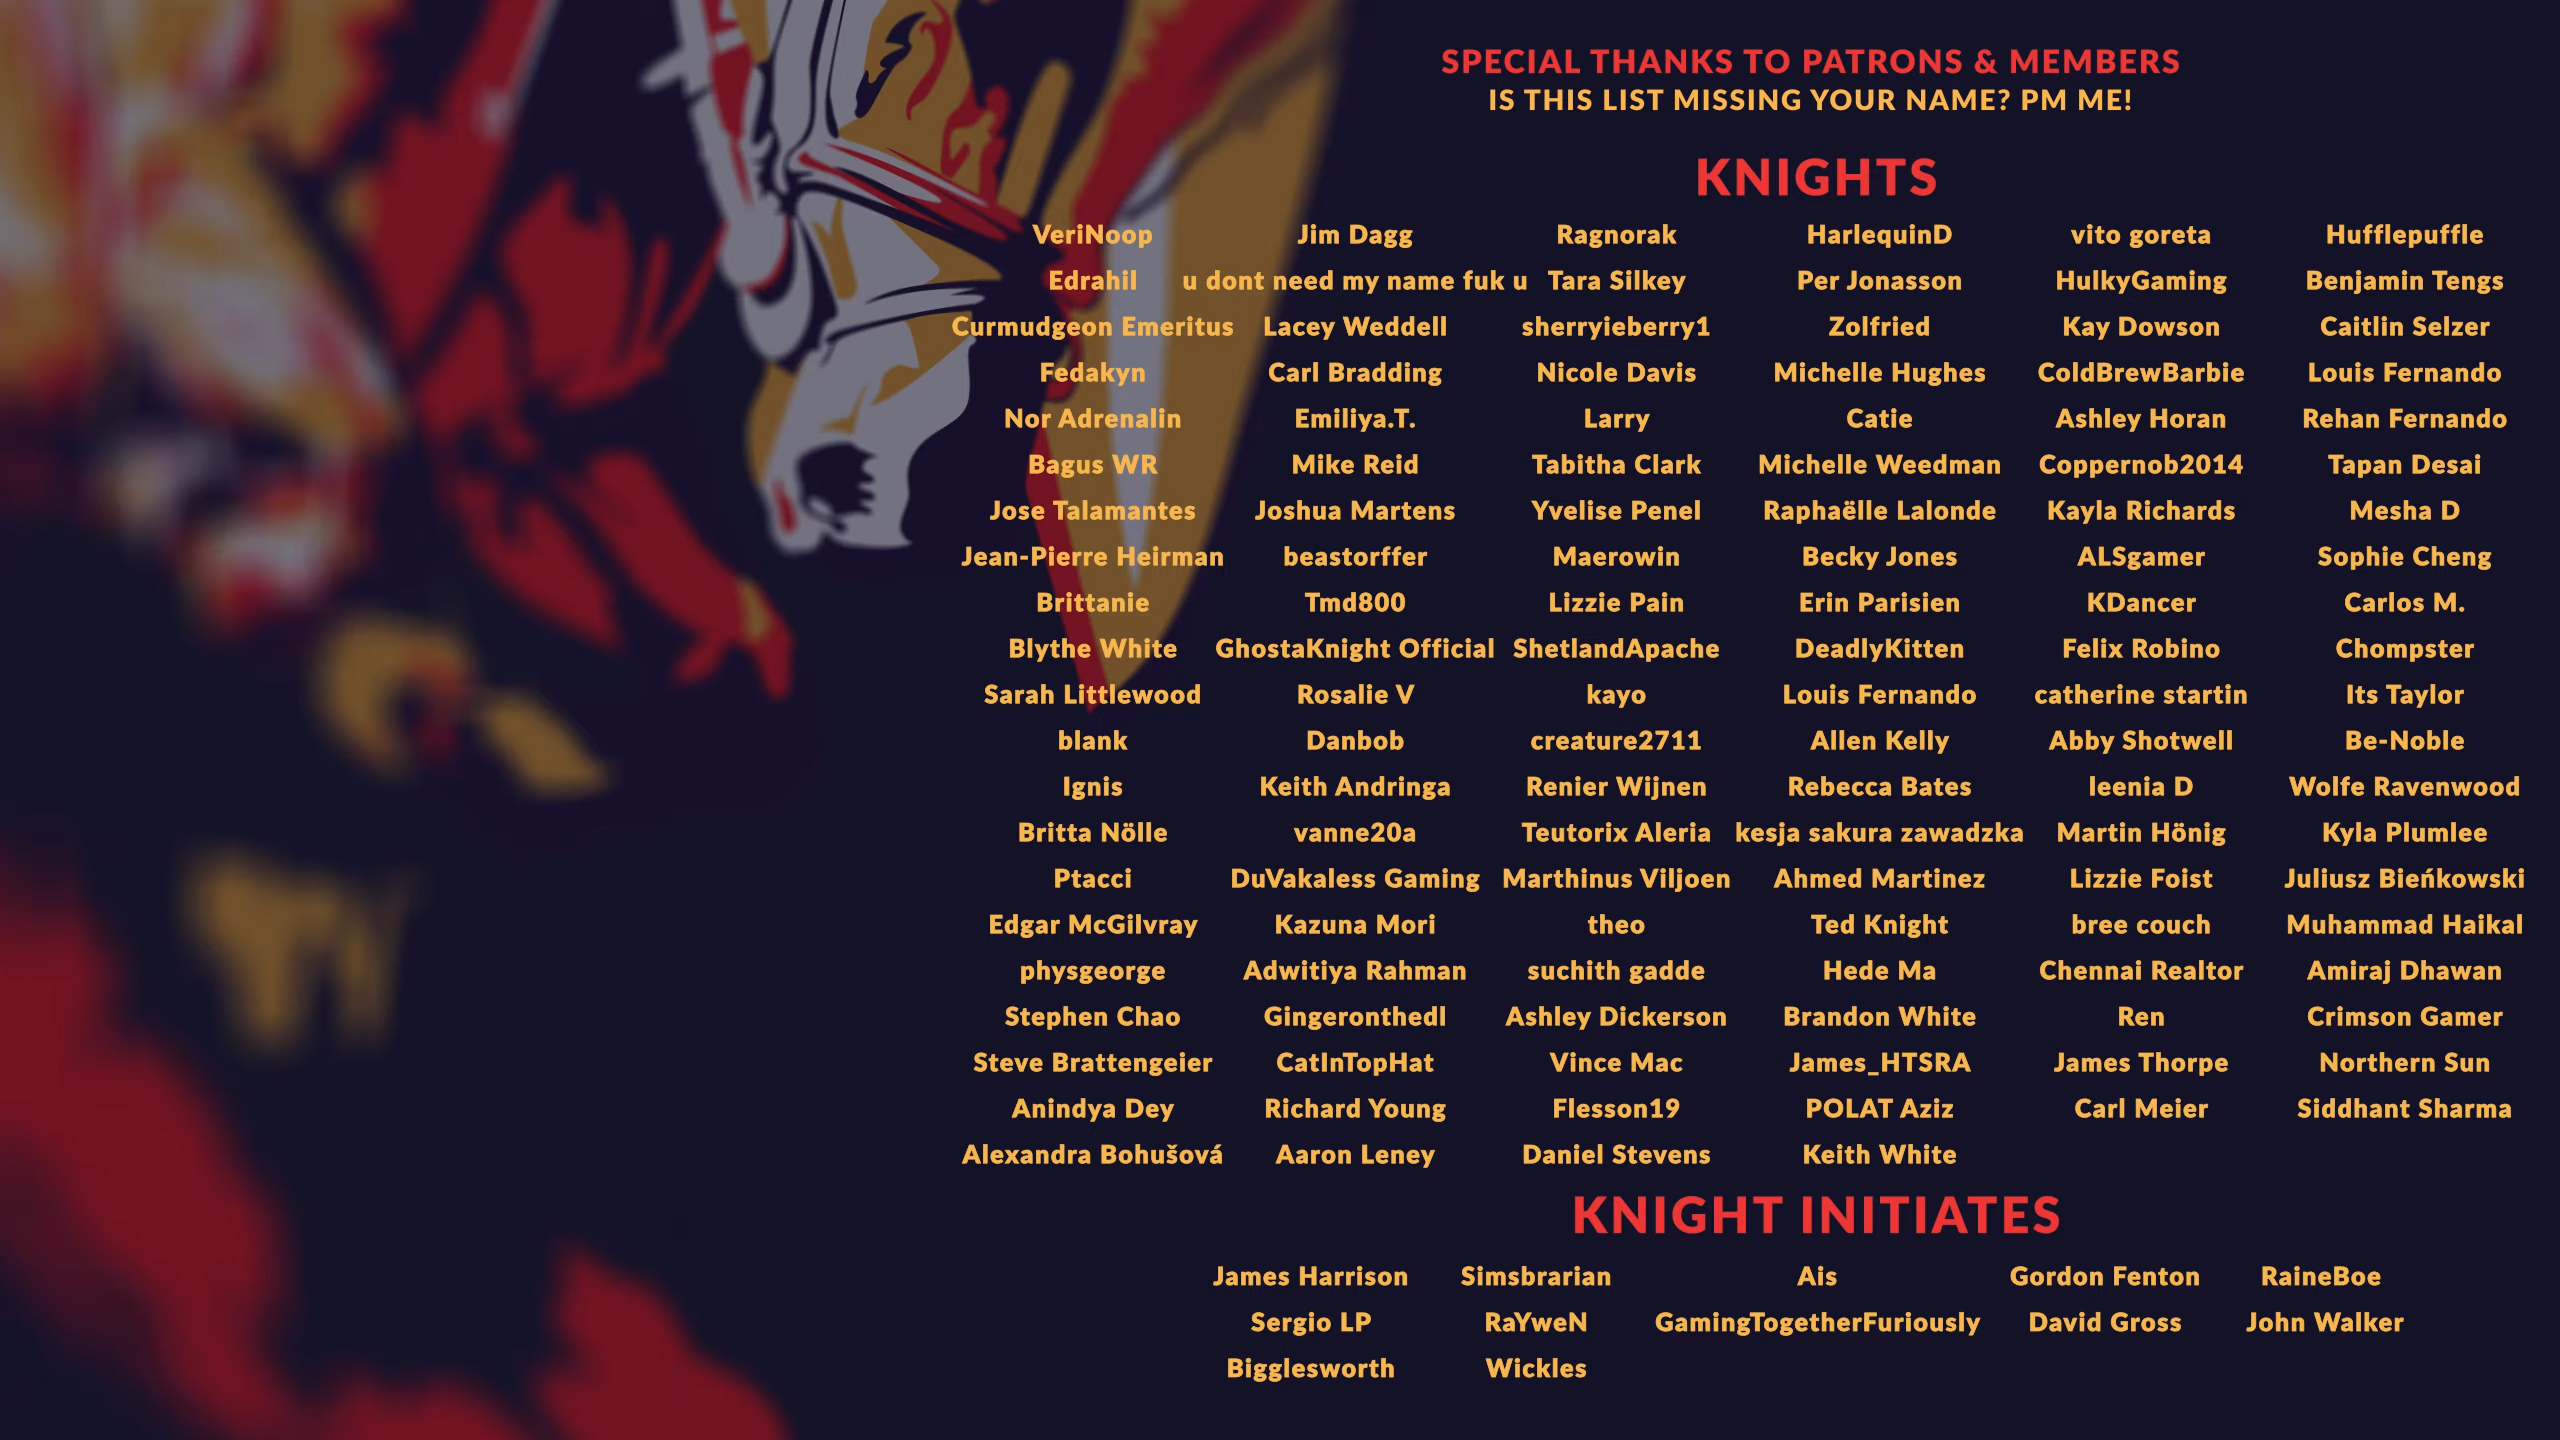 SPECIAL THANKS TO PATRONS & MEMBERS
IS THIS LIST MISSING YOUR NAME? PM ME!
KNIGHTS
VeriNoop Jim Dagg Ragnorak HarlequinD vito goreta Hufflepuffle
Edrahil u dont need my name fuk u Tara Silkey Per Jonasson HulkyGaming Benjamin Tengs
Curmudgeon Emeritus Lacey Weddell sherryieberry1 Zolfried Kay Dowson Caitlin Selzer
Fedakyn Carl Bradding Nicole Davis Michelle Hughes ColdBrewBarbie Louis Fernando
Nor Adrenalin Emiliya.T. Larry Catie Ashley Horan Rehan Fernando
Bagus WR Mike Reid Tabitha Clark Michelle Weedman Coppernob2014 Tapan Desai
Jose Talamantes Joshua Martens Yvelise Penel Raphaëlle Lalonde Kayla Richards Mesha D
Jean-Pierre Heirman beastorffer Maerowin Becky Jones ALSgamer Sophie Cheng
Brittanie Tmd800 Lizzie Pain Erin Parisien KDancer Carlos M.
Blythe White GhostaKnight Official ShetlandApache DeadlyKitten Felix Robino Chompster
Sarah Littlewood Rosalie V kayo Louis Fernando catherine startin Its Taylor
blank Danbob creature2711 Allen Kelly Abby Shotwell Be-Noble
Ignis Keith Andringa Renier Wijnen Rebecca Bates leenia D Wolfe Ravenwood
Britta Nölle vanne20a Teutorix Aleria kesja sakura zawadzka Martin Hönig Kyla Plumlee
Ptacci DuVakaless Gaming Marthinus Viljoen Ahmed Martinez Lizzie Foist Juliusz Bieńkowski
Edgar McGilvray Kazuna Mori theo Ted Knight bree couch Muhammad Haikal
physgeorge Adwitiya Rahman suchith gadde Hede Ma Chennai Realtor Amiraj Dhawan
Stephen Chao Gingeronthedl Ashley Dickerson Brandon White Ren Crimson Gamer
Steve Brattengeier CatInTopHat Vince Mac James_HTSRA James Thorpe Northern Sun
Anindya Dey Richard Young Flesson19 POLAT Aziz Carl Meier Siddhant Sharma
Alexandra Bohušová Aaron Leney Daniel Stevens Keith White
KNIGHT INITIATES
James Harrison Simsbrarian Ais Gordon Fenton RaineBoe
Sergio LP RaYweN GamingTogetherFuriously David Gross John Walker
Bigglesworth Wickles